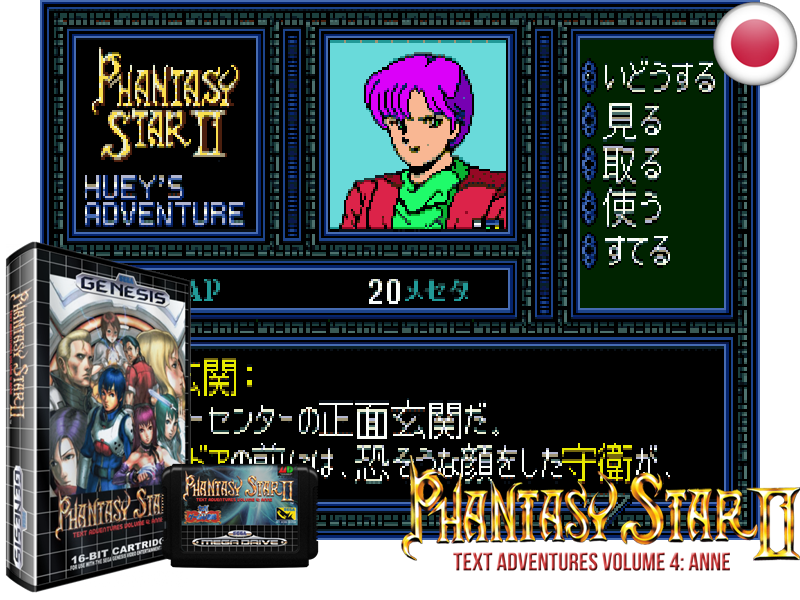 PHANTASY
STAR II
HUEY'S
ADVENTURE
いどうする
見る
取る
使う
すてる
AP
20メセタ
玄関：
ーセンターの正面玄関だ。
ドアの前には、恐そうな顔をした守衛が、
GENESIS
PHANTASY STAR II
TEXT ADVENTURES VOLUME 4: ANNE
16-BIT CARTRIDG
GENESIS
PHANTASY STAR II
TEXT ADVENTURES VOLUME 4: ANNE
SEGA
MEGA DRIVE
PHANTASY STAR II
TEXT ADVENTURES VOLUME 4: ANNE